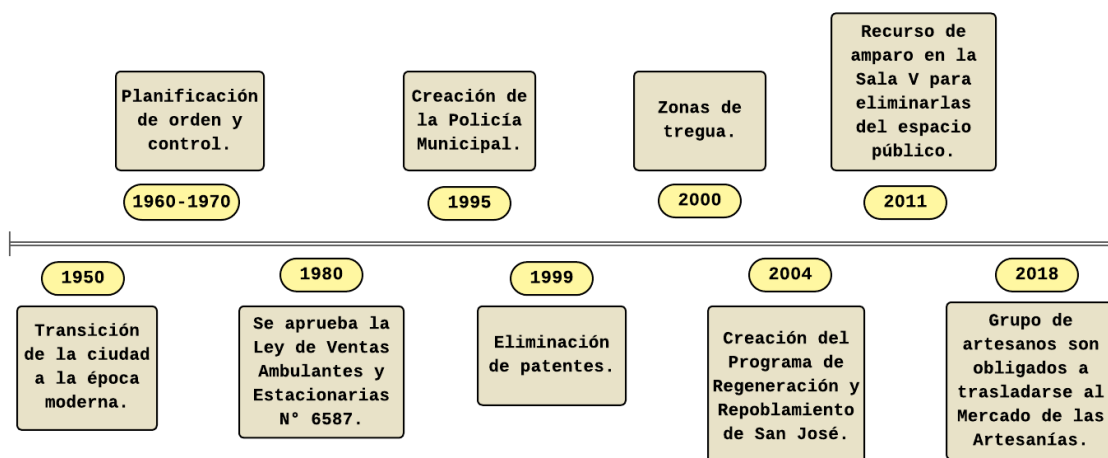 Planificación
de orden y
control.
1960-1970
Creación de
la Policía
Municipal.
1995
Zonas de
tregua.
2000
Recurso de
amparo en la
Sala V para
eliminarlas
del espacio
público.
2011
1950
Transición
de la ciudad
a la época
moderna.
1980
Se aprueba la
Ley de Ventas
Ambulantes y
Estacionarias
N° 6587.
1999
Eliminación
de patentes.
2004
Creación del
Programa de
Regeneración y
Repoblamiento
de San José.
2018
Grupo de
artesanos son
obligados a
trasladarse al
Mercado de las
Artesanías.